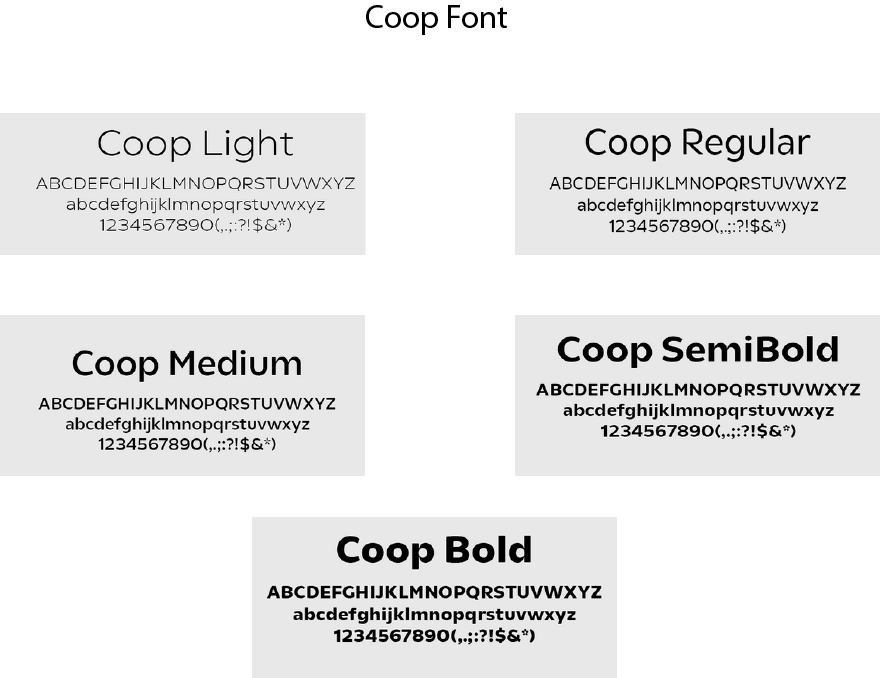 Coop Font
Coop Light
ABCDEFGHIJKLMNOPQRSTUVWXYZ
abcdefghijklmnopqrstuvwxyz
1234567890(,.;:?!$&*)
Coop Regular
ABCDEFGHIJKLMNOPQRSTUVWXYZ
abcdefghijklmnopqrstuvwxyz
1234567890(,.;:?!$&*)
Coop Medium
ABCDEFGHIJKLMNOPQRSTUVWXYZ
abcdefghijklmnopqrstuvwxyz
1234567890(,.;:?!$&*)
Coop SemiBold
ABCDEFGHIJKLMNOPQRSTUVWXYZ
abcdefghijklmnopqrstuvwxyz
1234567890(,.;:?!$&*)
Coop Bold
ABCDEFGHIJKLMNOPQRSTUVWXYZ
abcdefghijklmnopqrstuvwxyz
1234567890(,.;:?!$&*)